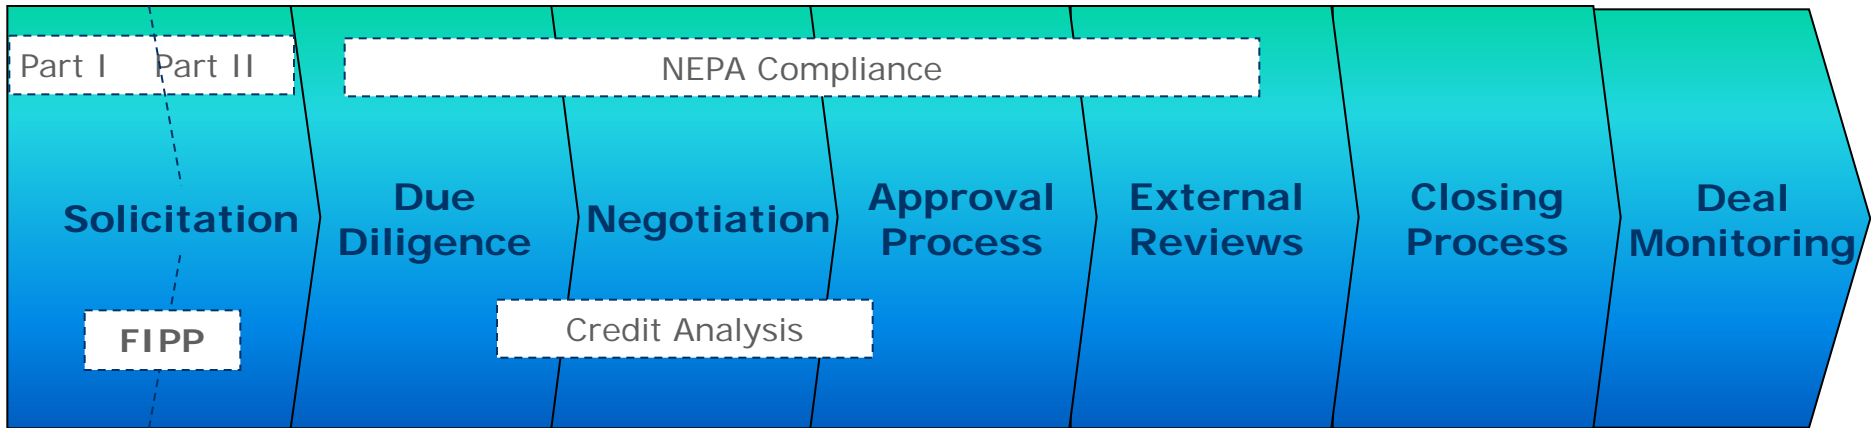 Part I Part II
NEPA Compliance
Solicitation
Due
Diligence
Negotiation
Approval
Process
External
Reviews
Closing
Process
Deal
Monitoring
FIPP
Credit Analysis